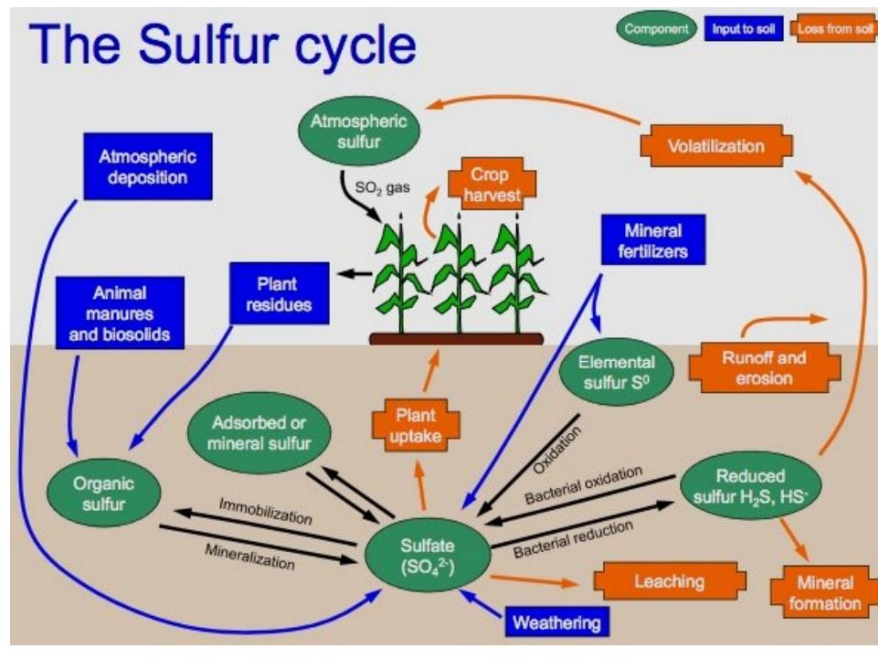 The Sulfur cycle
Component
Input to soil
Loss from soil
Atmospheric
sulfur
Volatilization
Atmospheric
deposition
SO₂ gas
Crop
harvest
Mineral
fertilizers
Animal
manures
and biosolids
Plant
residues
Elemental
sulfur S⁰
Runoff and
erosion
Adsorbed or
mineral sulfur
Plant
uptake
Oxidation
Organic
sulfur
Immobilization
Mineralization
Bacterial oxidation
Reduced
sulfur H₂S, HS⁻
Sulfate
(SO₄²⁻)
Bacterial reduction
Leaching
Mineral
formation
Weathering